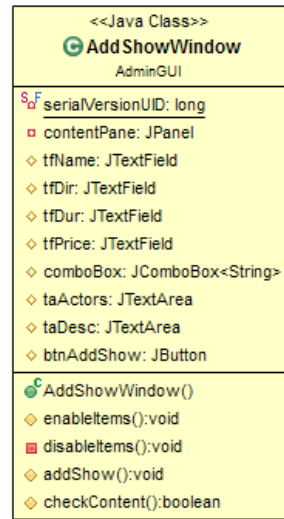 <<Java Class>>
C AddShowWindow
AdminGUI
S F serialVersionUID: long
contentPane: JPanel
tfName: JTextField
tfDir: JTextField
tfDur: JTextField
tfPrice: JTextField
comboBox: JComboBox<String>
taActors: JTextArea
taDesc: JTextArea
btnAddShow: JButton
C AddShowWindow()
enableItems():void
disableItems():void
addShow():void
checkContent():boolean